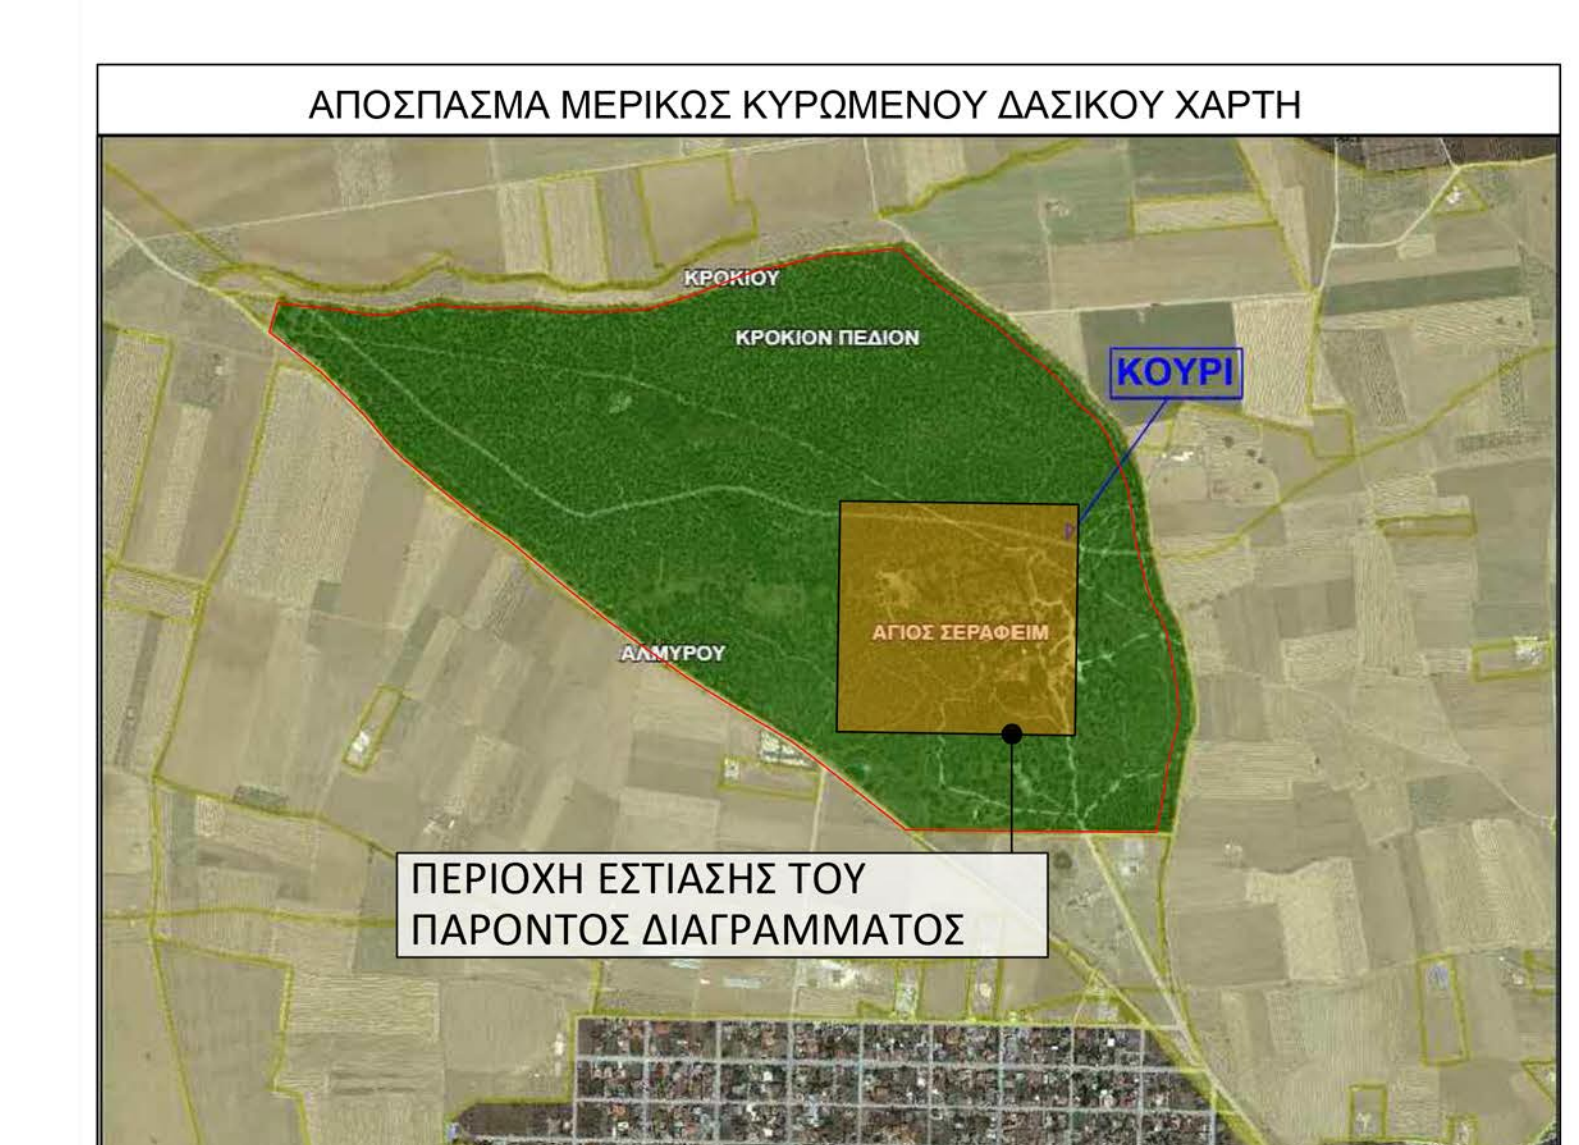 ΑΠΟΣΠΑΣΜΑ ΜΕΡΙΚΩΣ ΚΥΡΩΜΕΝΟΥ ΔΑΣΙΚΟΥ ΧΑΡΤΗ
ΚΡΟΚΙΟΥ
ΚΡΟΚΙΟΝ ΠΕΔΙΟΝ
ΚΟΥΡΙ
ΑΓΙΟΣ ΣΕΡΑΦΕΙΜ
ΑΛΜΥΡΟΥ
ΠΕΡΙΟΧΗ ΕΣΤΙΑΣΗΣ ΤΟΥ
ΠΑΡΟΝΤΟΣ ΔΙΑΓΡΑΜΜΑΤΟΣ